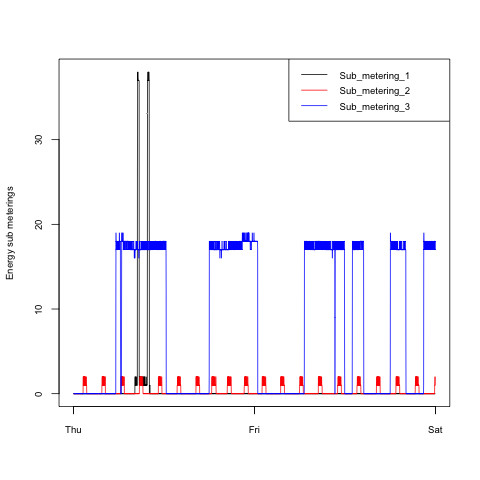 Sub_metering_1
Sub_metering_2
Sub_metering_3
Energy sub meterings
30
20
10
0
Thu
Fri
Sat